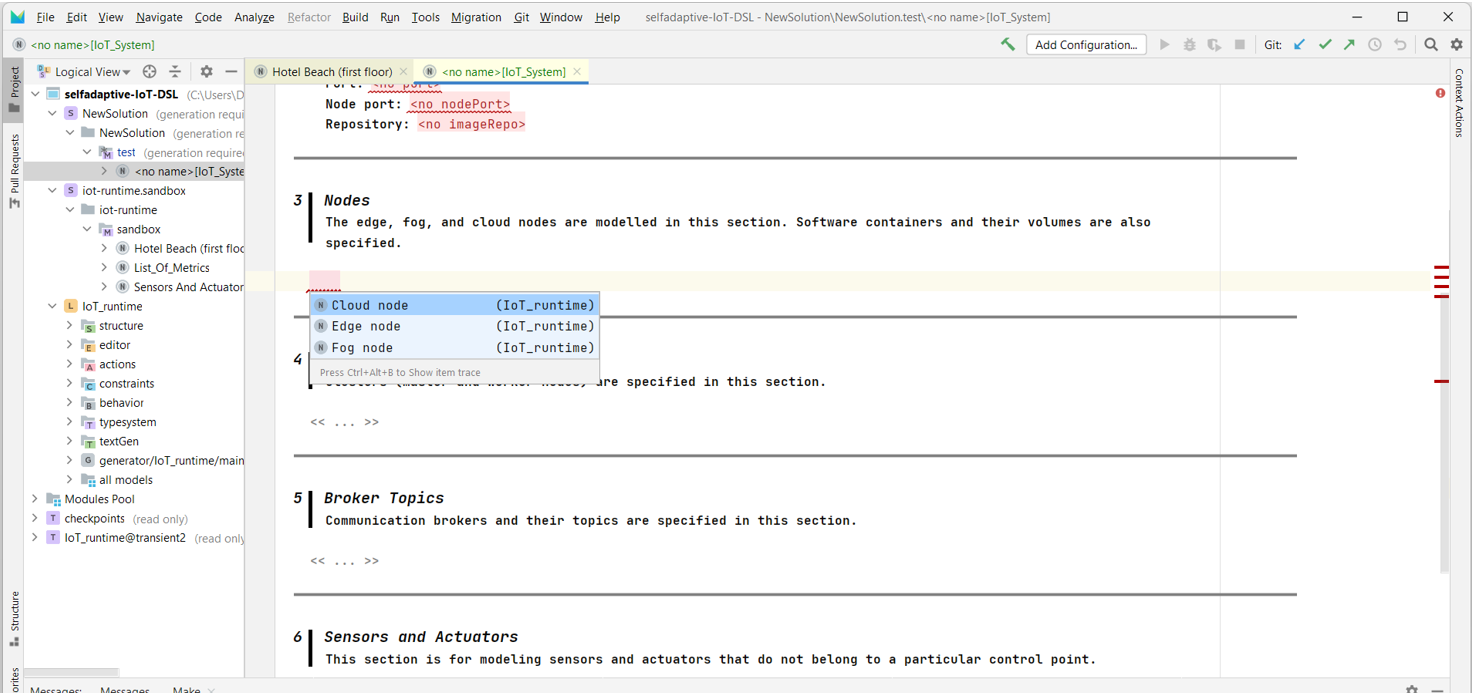 File Edit View Navigate Code Analyze Refactor Build Run Tools Migration Git Window Help selfadaptive-IoT-DSL - NewSolution\NewSolution.test\<no name>[IoT_System]
N <no name>[IoT_System] Add Configuration... Git:
Logical View
N Hotel Beach (first floor) × N <no name>[IoT_System] ×
Project
Pull Requests
Structure
Context Actions
selfadaptive-IoT-DSL (C:\Users\D
S NewSolution (generation requi
NewSolution (generation re
M test (generation require
N <no name>[IoT_Syste
S iot-runtime.sandbox
iot-runtime
M sandbox
N Hotel Beach (first floo
N List_Of_Metrics
N Sensors And Actuator
L IoT_runtime
S structure
E editor
A actions
C constraints
B behavior
T typesystem
T textGen
G generator/IoT_runtime/main
all models
Modules Pool
T checkpoints (read only)
T IoT_runtime@transient2 (read only
Port: <no port>
Node port: <no nodePort>
Repository: <no imageRepo>
3 Nodes
The edge, fog, and cloud nodes are modelled in this section. Software containers and their volumes are also
specified.
N Cloud node (IoT_runtime)
N Edge node (IoT_runtime)
N Fog node (IoT_runtime)
Press Ctrl+Alt+B to Show item trace
4
are specified in this section.
<< ... >>
5 Broker Topics
Communication brokers and their topics are specified in this section.
<< ... >>
6 Sensors and Actuators
This section is for modeling sensors and actuators that do not belong to a particular control point.
Messages: Messages Make ×